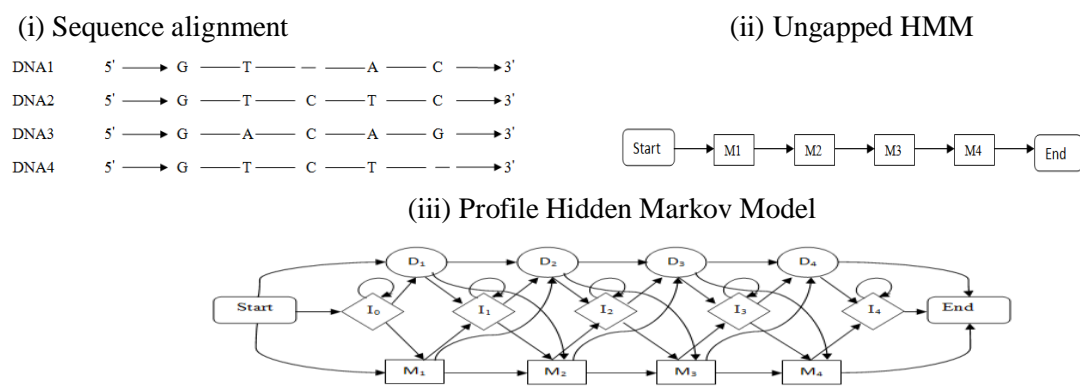 (i) Sequence alignment
(ii) Ungapped HMM
DNA1 5' G T – A C 3'
DNA2 5' G T C T C 3'
DNA3 5' G A C A G 3'
DNA4 5' G T C T – 3'
Start M1 M2 M3 M4 End
(iii) Profile Hidden Markov Model
D₁ D₂ D₃ D₄
Start I₀ I₁ I₂ I₃ I₄ End
M₁ M₂ M₃ M₄